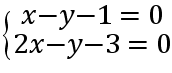 x−y−1 = 0
2x−y−3 = 0